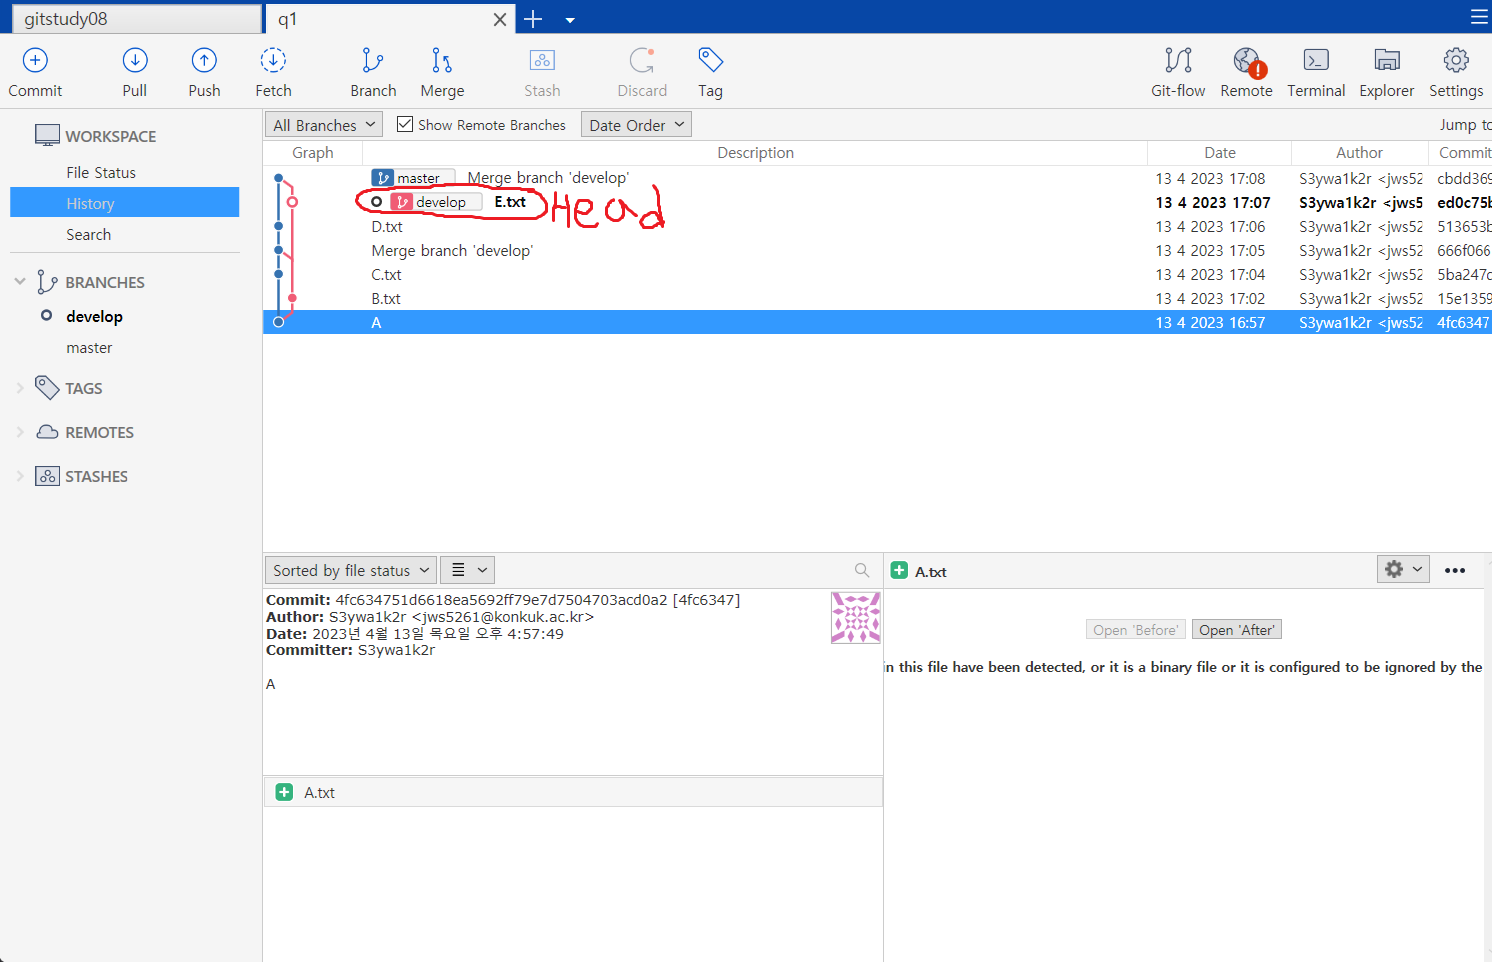 gitstudy08
q1
Commit
Pull
Push
Fetch
Branch
Merge
Stash
Discard
Tag
Git-flow
Remote
Terminal
Explorer
Settings
WORKSPACE
File Status
History
Search
BRANCHES
develop
master
TAGS
REMOTES
STASHES
All Branches
Show Remote Branches
Date Order
Jump to
Graph Description Date Author Commit
master Merge branch 'develop' 13 4 2023 17:08 S3ywa1k2r <jws52 cbdd369
develop E.txt 13 4 2023 17:07 S3ywa1k2r <jws5 ed0c75b
Head
D.txt 13 4 2023 17:06 S3ywa1k2r <jws52 513653b
Merge branch 'develop' 13 4 2023 17:05 S3ywa1k2r <jws52 666f066
C.txt 13 4 2023 17:04 S3ywa1k2r <jws52 5ba247c
B.txt 13 4 2023 17:02 S3ywa1k2r <jws52 15e1359
A 13 4 2023 16:57 S3ywa1k2r <jws52 4fc6347
Sorted by file status
Commit: 4fc634751d6618ea5692ff79e7d7504703acd0a2 [4fc6347]
Author: S3ywa1k2r <jws5261@konkuk.ac.kr>
Date: 2023년 4월 13일 목요일 오후 4:57:49
Committer: S3ywa1k2r
A
A.txt
A.txt
Open 'Before' Open 'After'
in this file have been detected, or it is a binary file or it is configured to be ignored by the